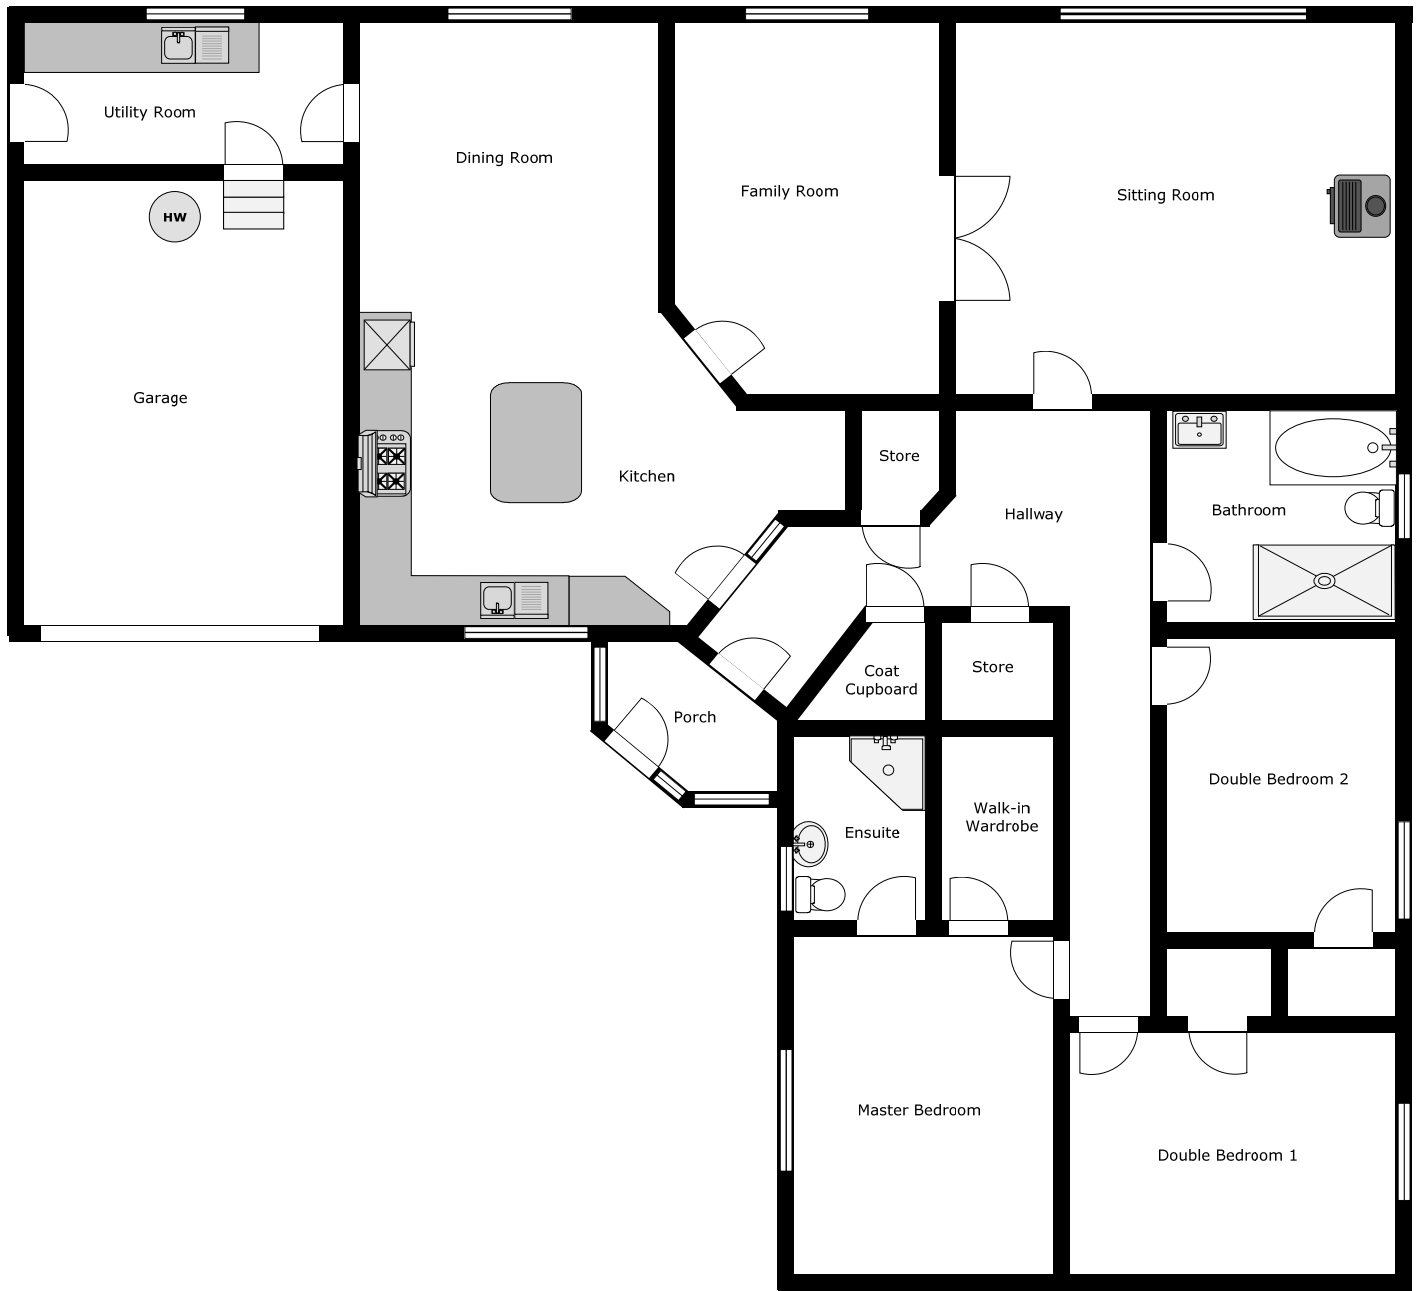 Utility Room
Dining Room
Family Room
Sitting Room
HW
Garage
Kitchen
Store
Hallway
Bathroom
Coat
Cupboard
Store
Porch
Double Bedroom 2
Ensuite
Walk-in
Wardrobe
Master Bedroom
Double Bedroom 1